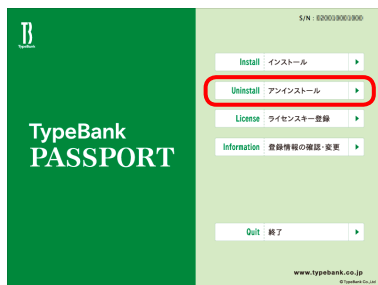 TypeBank
S/N :
Install インストール
Uninstall アンインストール
License ライセンスキー登録
Information 登録情報の確認・変更
TypeBank
PASSPORT
Quit 終了
www.typebank.co.jp
© TypeBank Co.,Ltd.